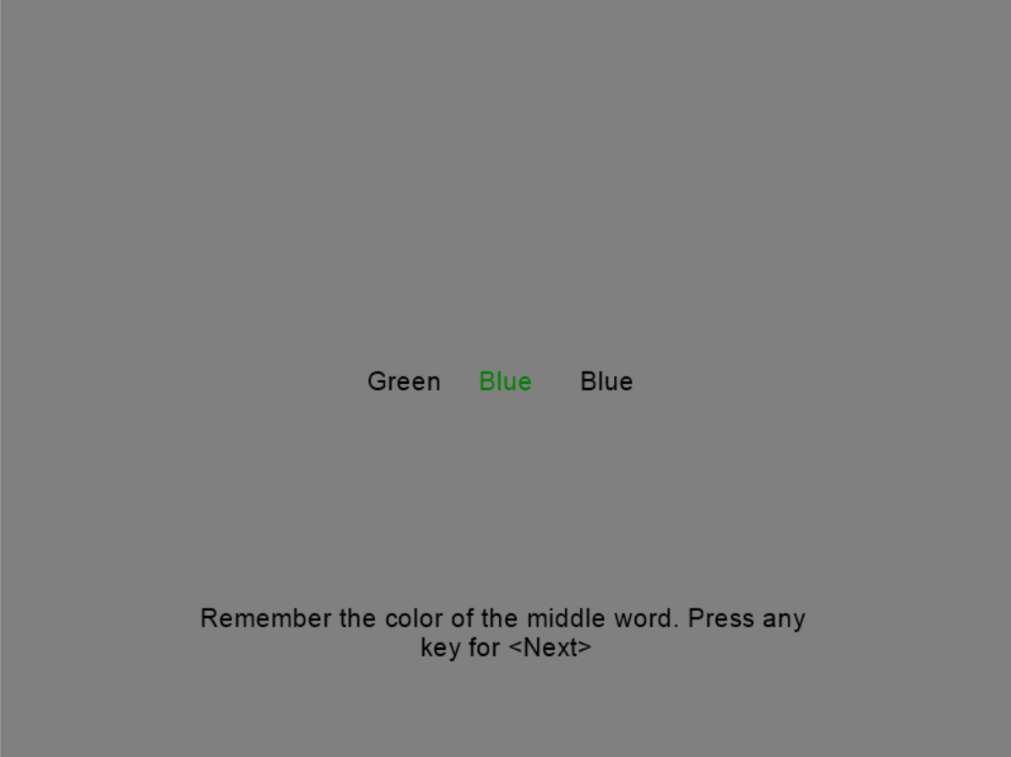 Green Blue Blue
Remember the color of the middle word. Press any
key for <Next>